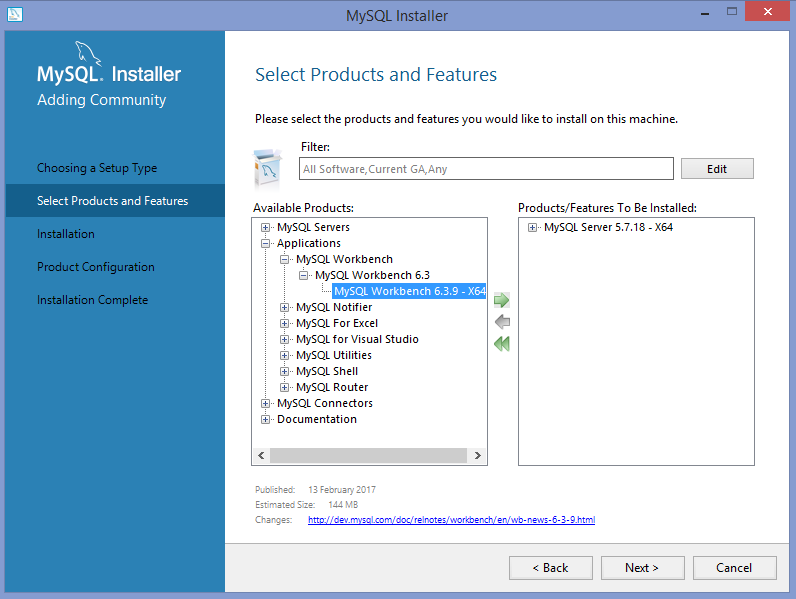 MySQL Installer
MySQL. Installer
Adding Community
Choosing a Setup Type
Select Products and Features
Installation
Product Configuration
Installation Complete
Select Products and Features
Please select the products and features you would like to install on this machine.
Filter:
All Software,Current GA,Any
Edit
Available Products:
MySQL Servers
Applications
MySQL Workbench
MySQL Workbench 6.3
MySQL Workbench 6.3.9 - X64
MySQL Notifier
MySQL For Excel
MySQL for Visual Studio
MySQL Utilities
MySQL Shell
MySQL Router
MySQL Connectors
Documentation
Products/Features To Be Installed:
MySQL Server 5.7.18 - X64
Published: 13 February 2017
Estimated Size: 144 MB
Changes: http://dev.mysql.com/doc/relnotes/workbench/en/wb-news-6-3-9.html
< Back
Next >
Cancel